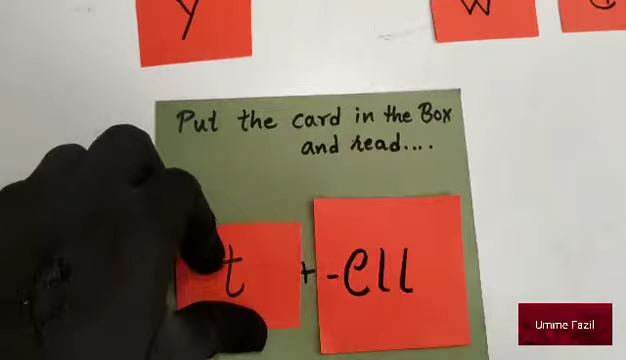 y w
Put the card in the Box
and read....
t + -ell
Umme Fazil